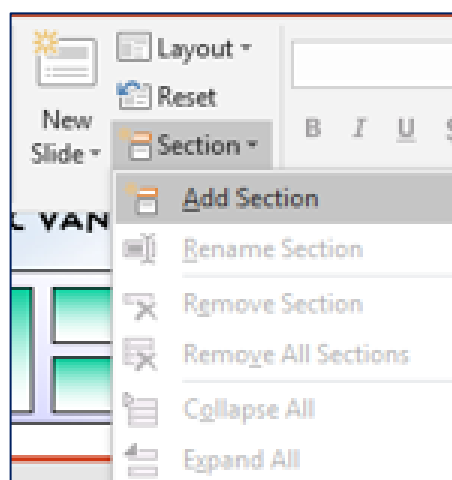 Layout
Reset
New
Slide
Section
B I U S
Add Section
Rename Section
Remove Section
Remove All Sections
Collapse All
Expand All